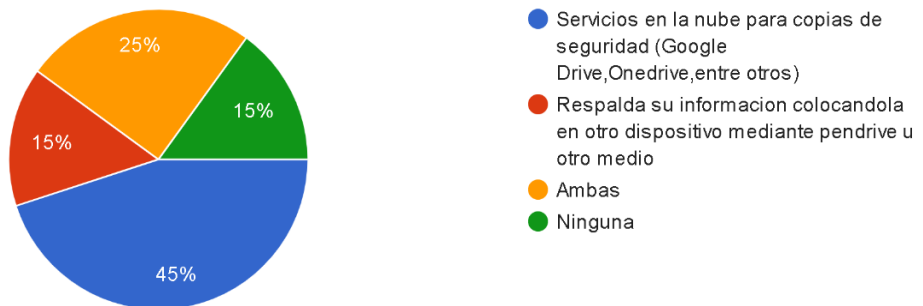 25%
15%
15%
45%
Servicios en la nube para copias de
seguridad (Google
Drive,Onedrive,entre otros)
Respalda su informacion colocandola
en otro dispositivo mediante pendrive u
otro medio
Ambas
Ninguna